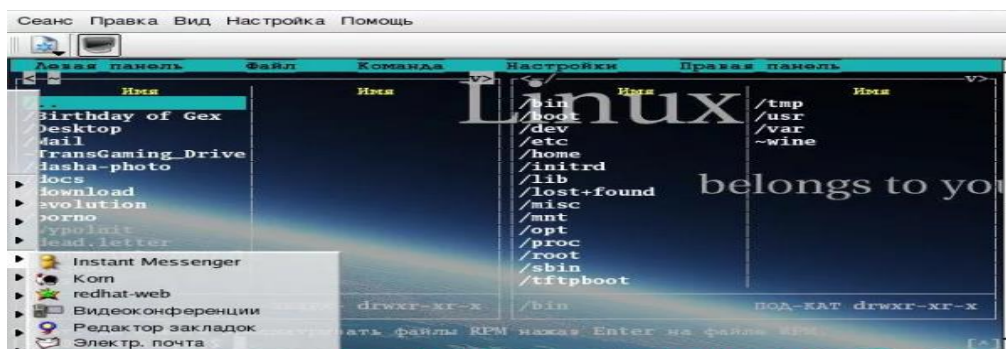 Сеанс Правка Вид Настройка Помощь
Левая панель Файл Команда Настройки Правая панель
<-~ v> <-/ v>
Имя Имя Имя Имя
Linux
belongs to you
/..
/Birthday of Gex
/Desktop
/Mail
~TransGaming_Drive
/dasha-photo
/docs
/download
/evolution
/porno
dead.letter
/bin
/boot
/dev
/etc
/home
/initrd
/lib
/lost+found
/misc
/mnt
/opt
/proc
/root
/sbin
/tftpboot
/tmp
/usr
/var
~wine
drwxr-xr-x
/bin ПОД-КАТ drwxr-xr-x
файлы RPM нажав Enter на файле RPM.
[^]
Instant Messenger
Korn
redhat-web
Видеоконференции
Редактор закладок
Электр. почта